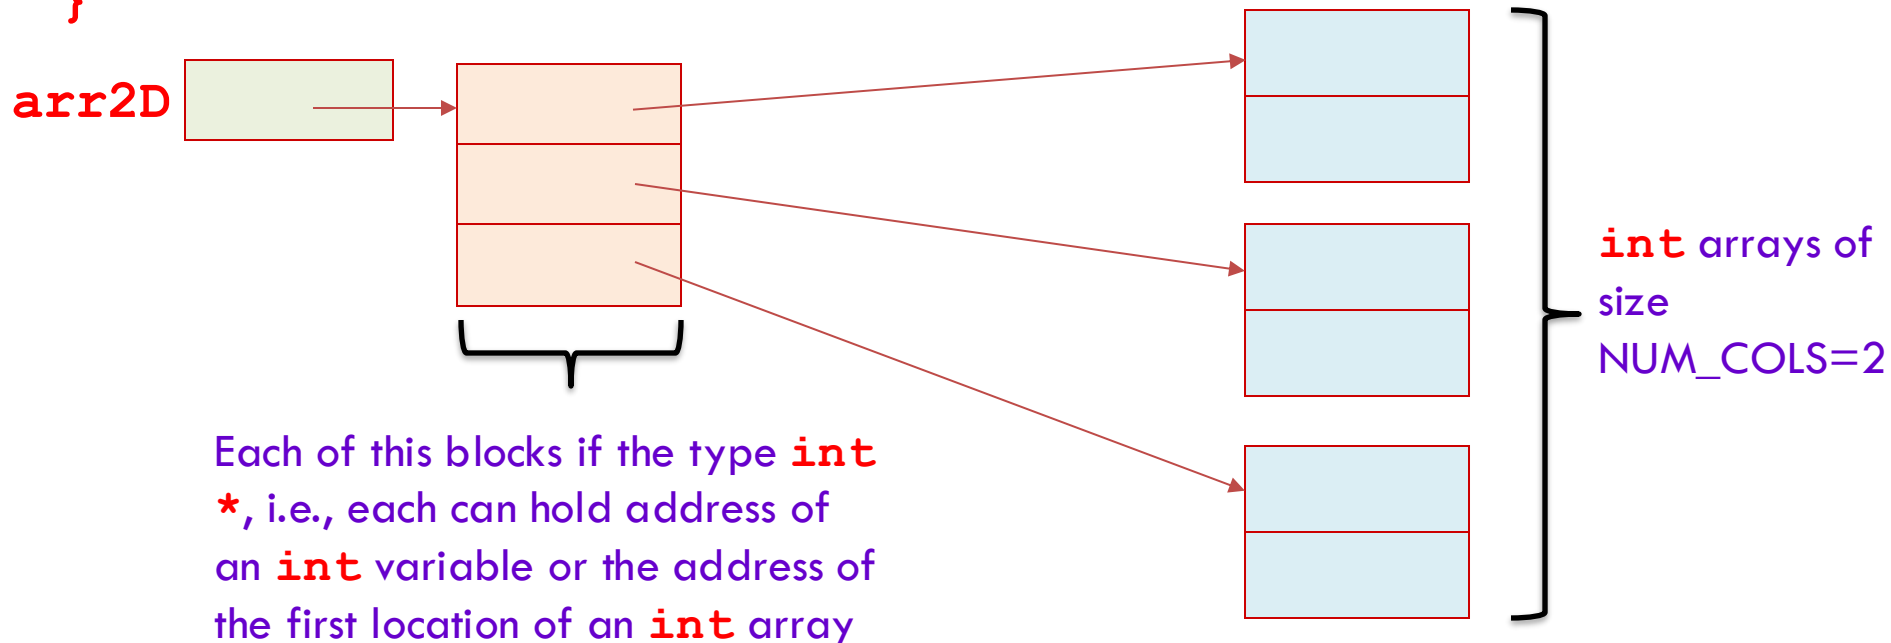 }
arr2D
int arrays of
size
NUM_COLS=2
Each of this blocks if the type int
*, i.e., each can hold address of
an int variable or the address of
the first location of an int array